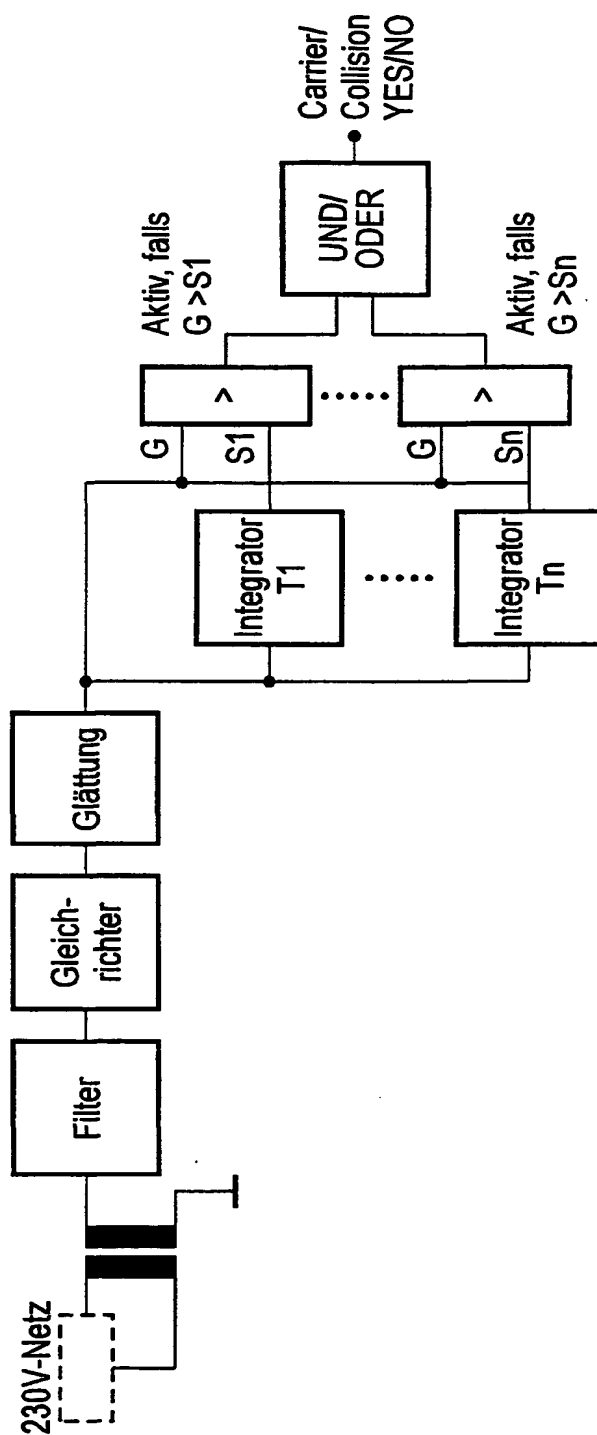 230V-Netz
Filter
Gleich-
richter
Glättung
Integrator
T1
Integrator
Tn
G
S1
G
Sn
>
>
Aktiv, falls
G >S1
Aktiv, falls
G >Sn
UND/
ODER
Carrier/
Collision
YES/NO